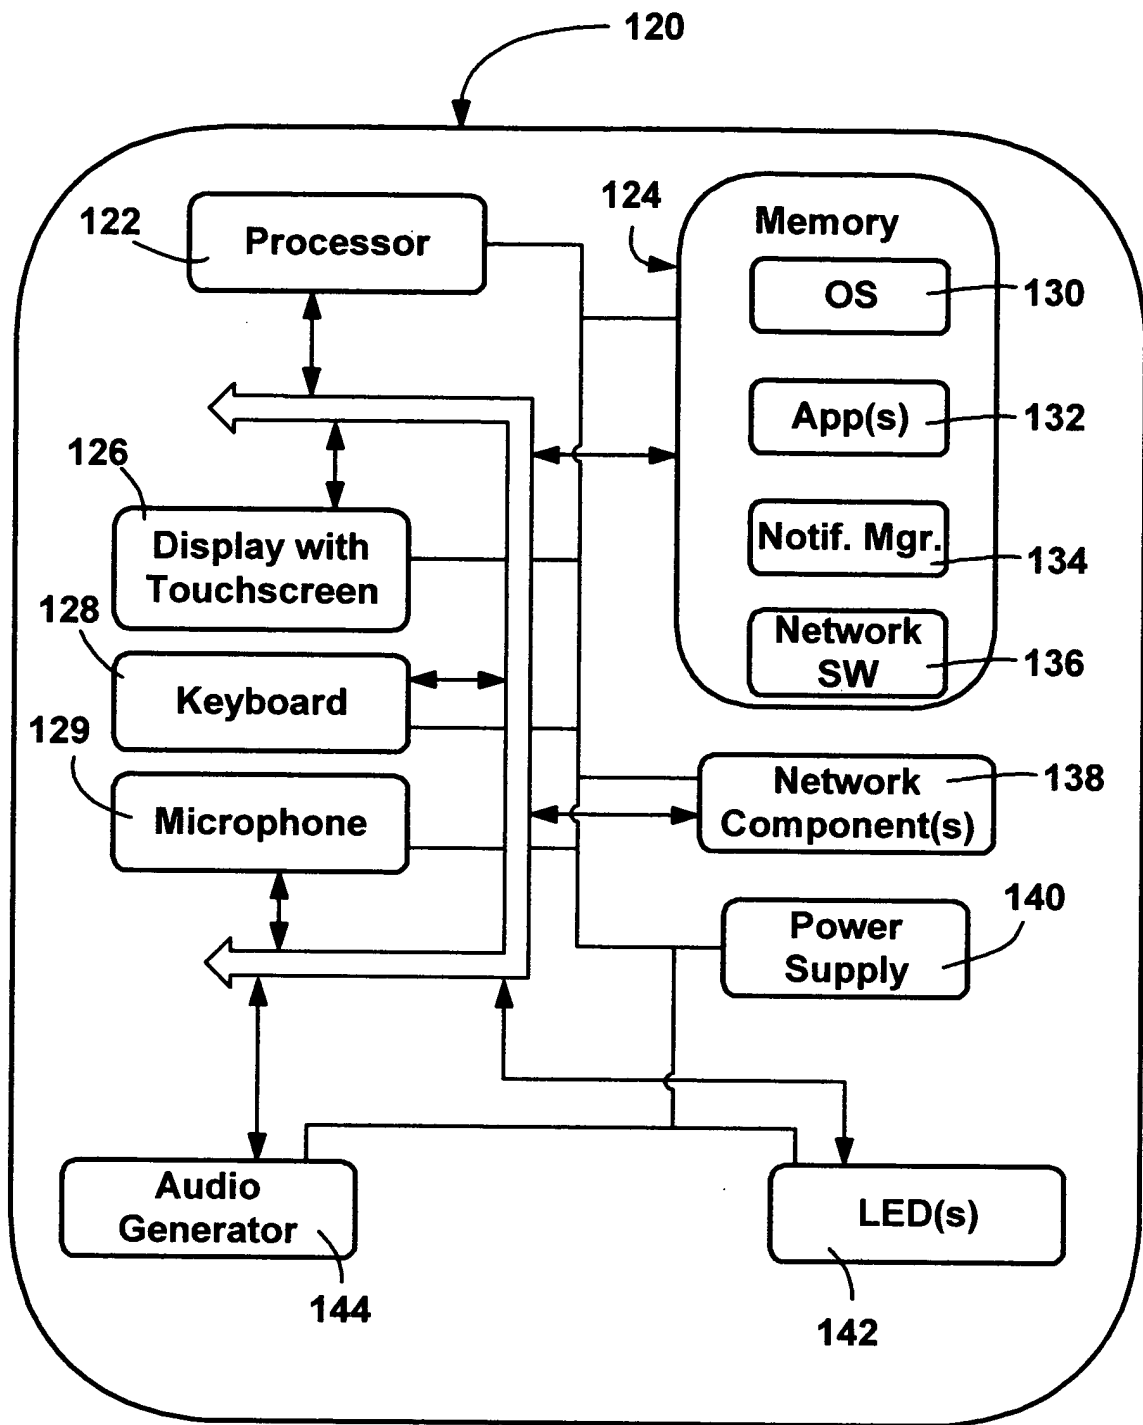 120
122
Processor
124
Memory
OS
130
App(s)
132
126
Display with
Touchscreen
Notif. Mgr.
134
128
Keyboard
Network
SW
136
129
Microphone
Network
Component(s)
138
Power
Supply
140
Audio
Generator
144
LED(s)
142